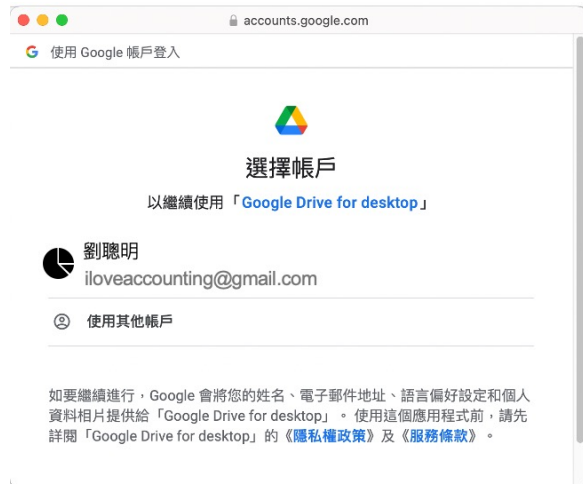 accounts.google.com
使用 Google 帳戶登入
選擇帳戶
以繼續使用「Google Drive for desktop」
劉聰明
iloveaccounting@gmail.com
使用其他帳戶
如要繼續進行，Google 會將您的姓名、電子郵件地址、語言偏好設定和個人
資料相片提供給「Google Drive for desktop」。 使用這個應用程式前，請先
詳閱「Google Drive for desktop」的《隱私權政策》及《服務條款》。